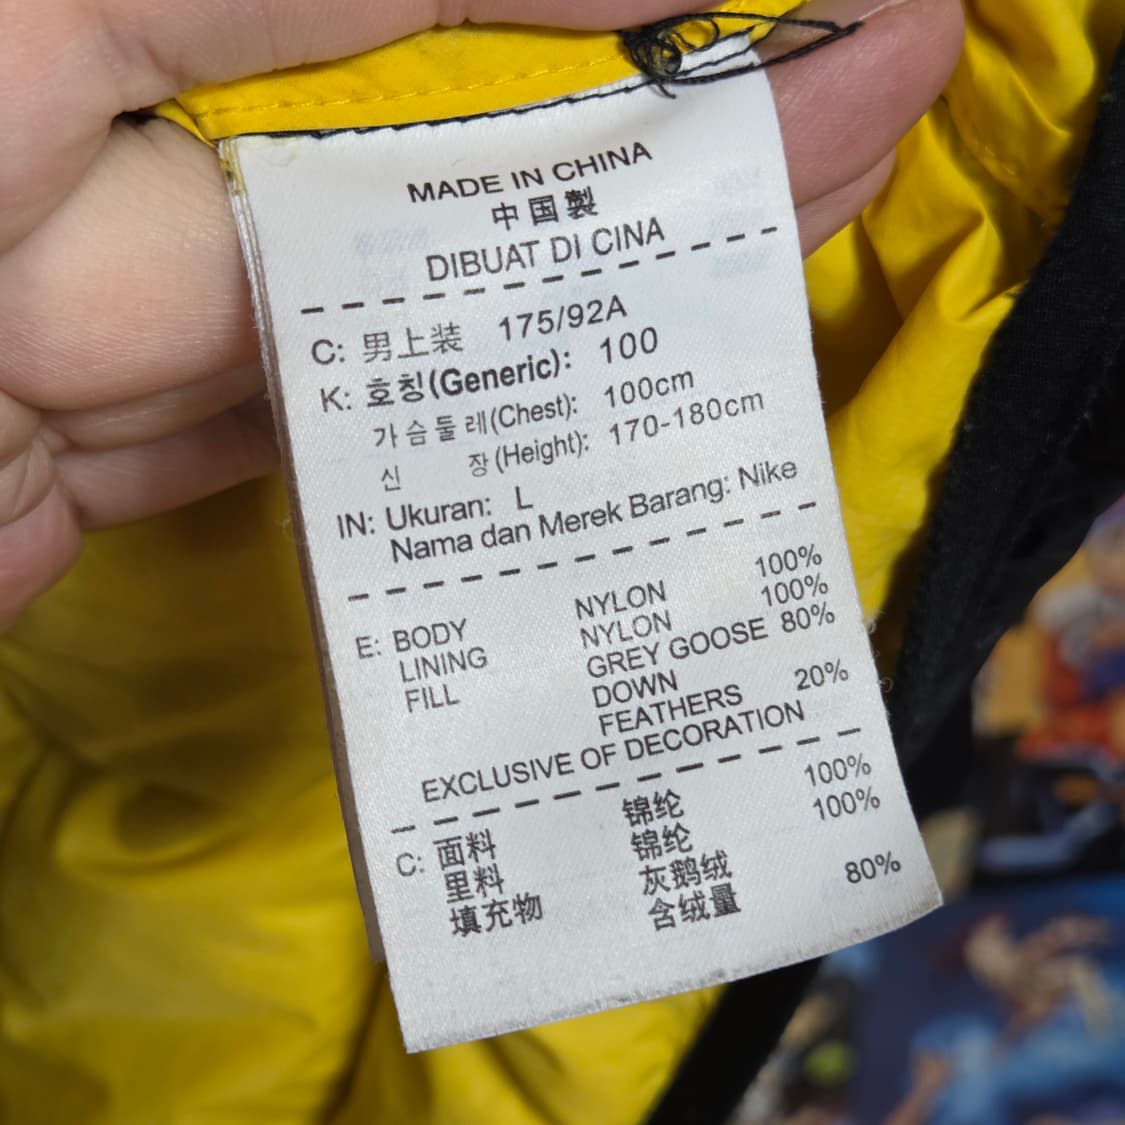 MADE IN CHINA
中国製
DIBUAT DI CINA
C: 男上装 175/92A
K: 호칭(Generic): 100
가슴둘레(Chest): 100cm
신 장(Height): 170-180cm
IN: Ukuran: L
Nama dan Merek Barang: Nike
E: BODY NYLON 100%
LINING NYLON 100%
FILL GREY GOOSE 80%
DOWN
FEATHERS 20%
EXCLUSIVE OF DECORATION
C: 面料 锦纶 100%
里料 锦纶 100%
填充物 灰鹅绒
含绒量 80%